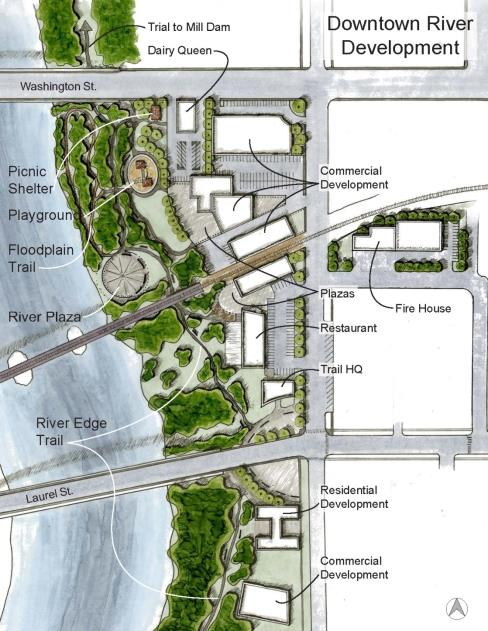 Downtown River
Development
Trial to Mill Dam
Dairy Queen
Washington St.
Picnic
Shelter
Playground
Floodplain
Trail
River Plaza
River Edge
Trail
Commercial
Development
Plazas
Fire House
Restaurant
Trail HQ
Laurel St.
Residential
Development
Commercial
Development